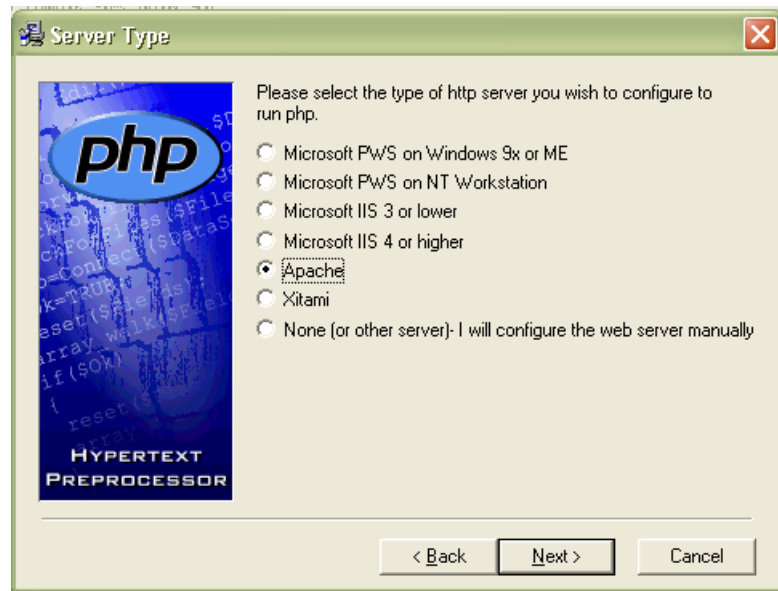 Server Type
Please select the type of http server you wish to configure to
run php.
Microsoft PWS on Windows 9x or ME
Microsoft PWS on NT Workstation
Microsoft IIS 3 or lower
Microsoft IIS 4 or higher
Apache
Xitami
None (or other server)- I will configure the web server manually
php
HYPERTEXT
PREPROCESSOR
< Back
Next >
Cancel